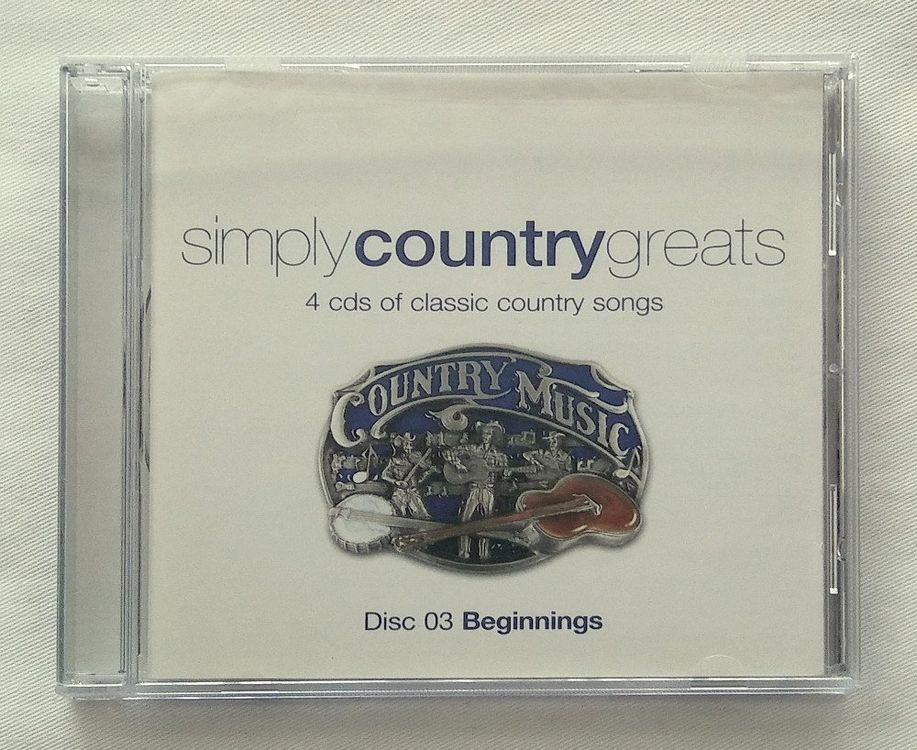 simplycountrygreats
4 cds of classic country songs
COUNTRY MUSIC
Disc 03 Beginnings